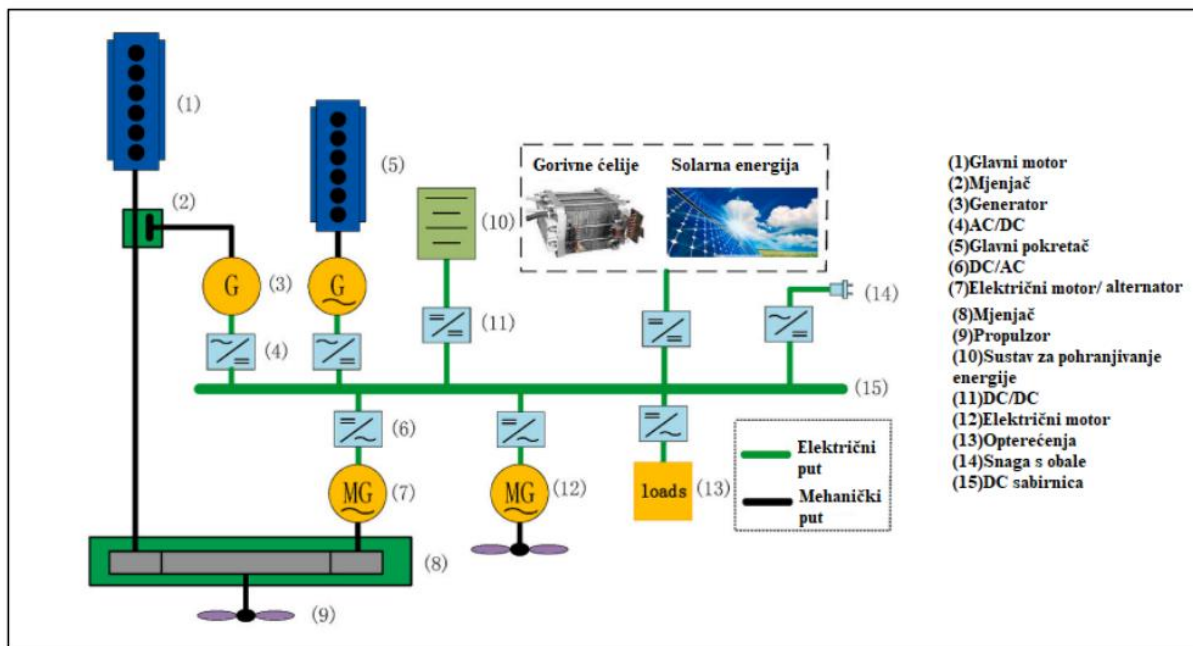 (1)
(2)
G
(3)
(4)
(5)
G
(10)
(11)
Gorivne ćelije
Solarna energija
(14)
(15)
(6)
MG
(7)
MG
(12)
loads
(13)
(8)
(9)
Električni
put
Mehanički
put
(1)Glavni motor
(2)Mjenjač
(3)Generator
(4)AC/DC
(5)Glavni pokretač
(6)DC/AC
(7)Električni motor/ alternator
(8)Mjenjač
(9)Propulzor
(10)Sustav za pohranjivanje
energije
(11)DC/DC
(12)Električni motor
(13)Opterećenja
(14)Snaga s obale
(15)DC sabirnica